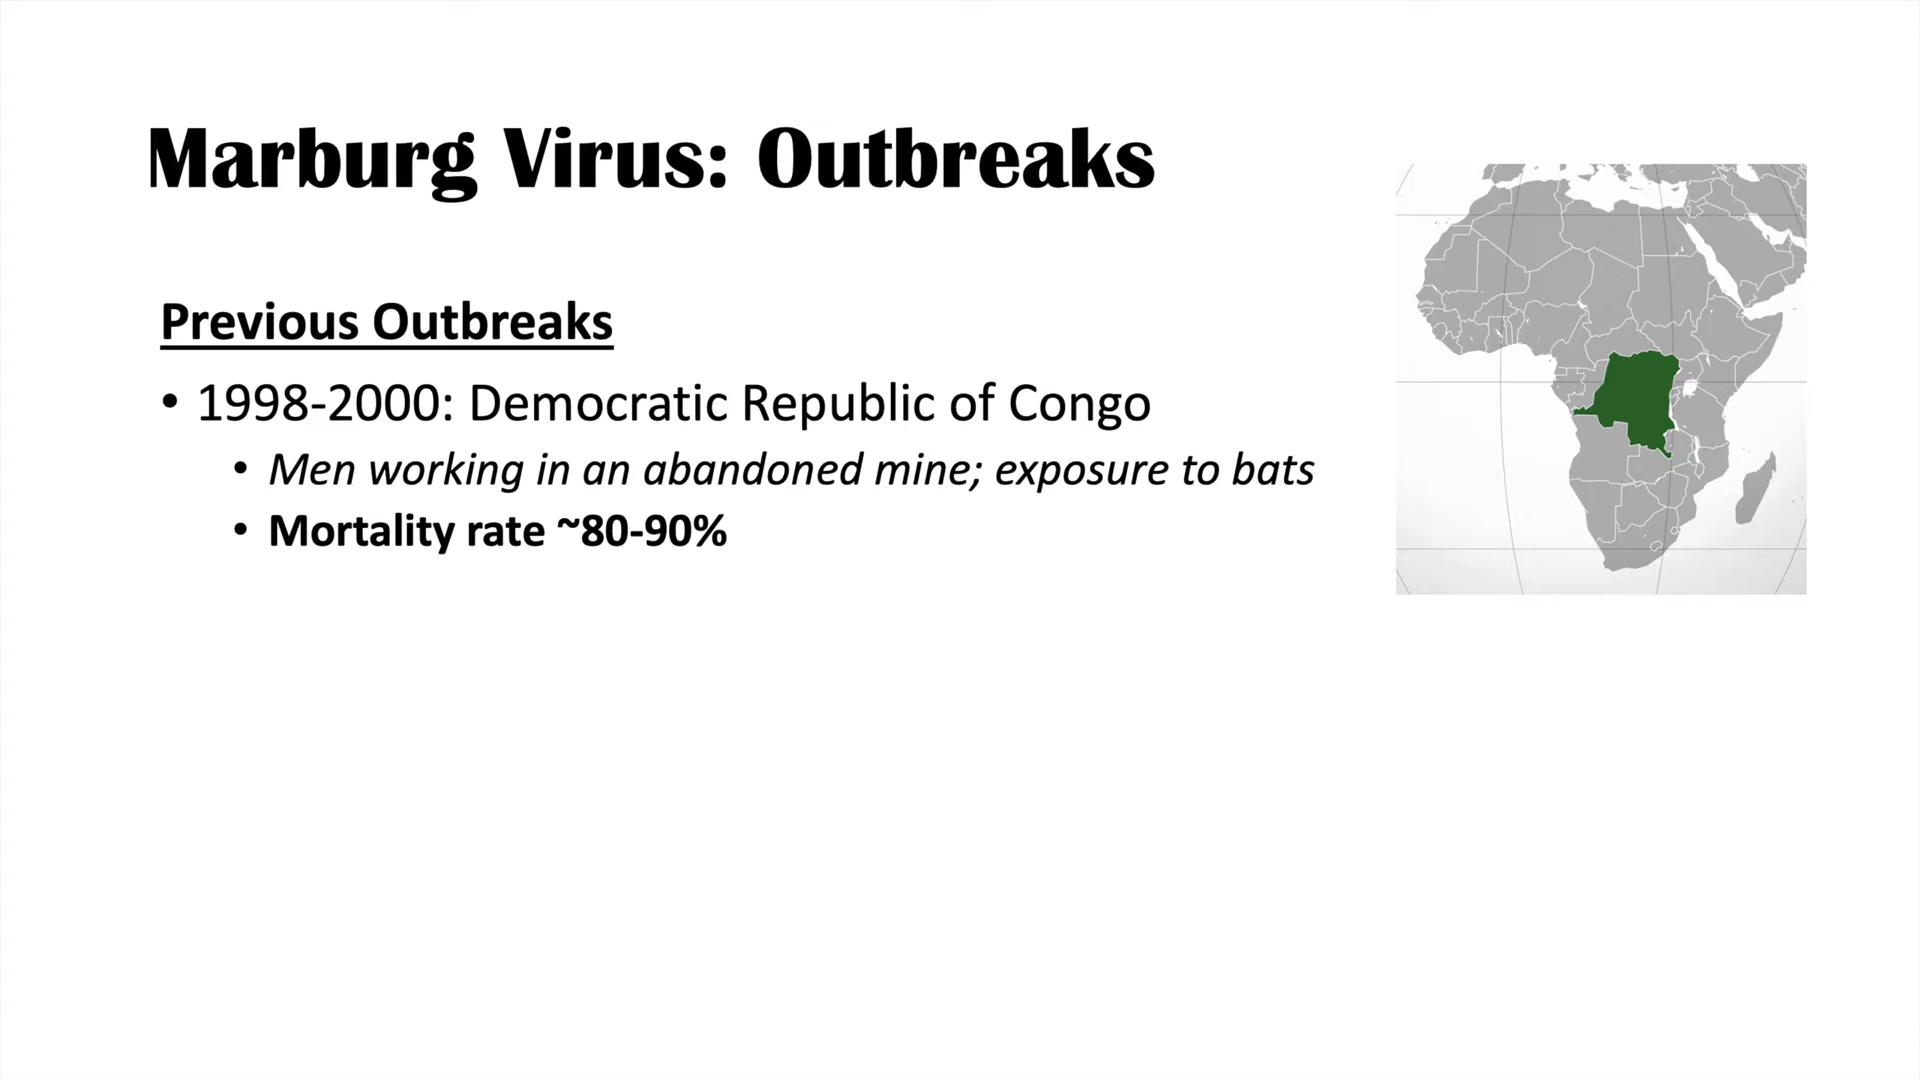 Marburg Virus: Outbreaks
Previous Outbreaks
• 1998-2000: Democratic Republic of Congo
• Men working in an abandoned mine; exposure to bats
• Mortality rate ~80-90%